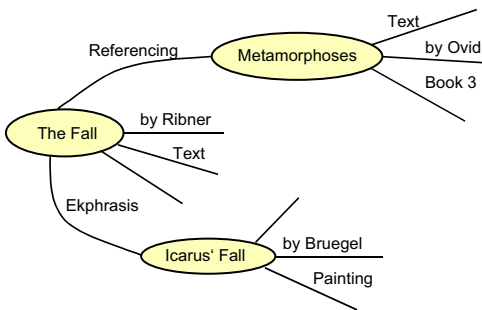 Text
Referencing
Metamorphoses
by Ovid
Book 3
The Fall
by Ribner
Text
Ekphrasis
Icarus‘ Fall
by Bruegel
Painting